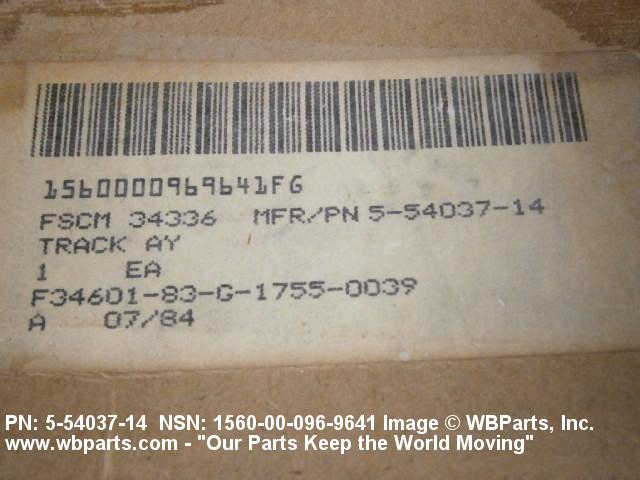 1560000969641FG
FSCM 34336 MFR/PN 5-54037-14
TRACK AY
1 EA
F34601-83-G-1755-0039
A 07/84
PN: 5-54037-14 NSN: 1560-00-096-9641 Image © WBParts, Inc.
www.wbparts.com - "Our Parts Keep the World Moving"